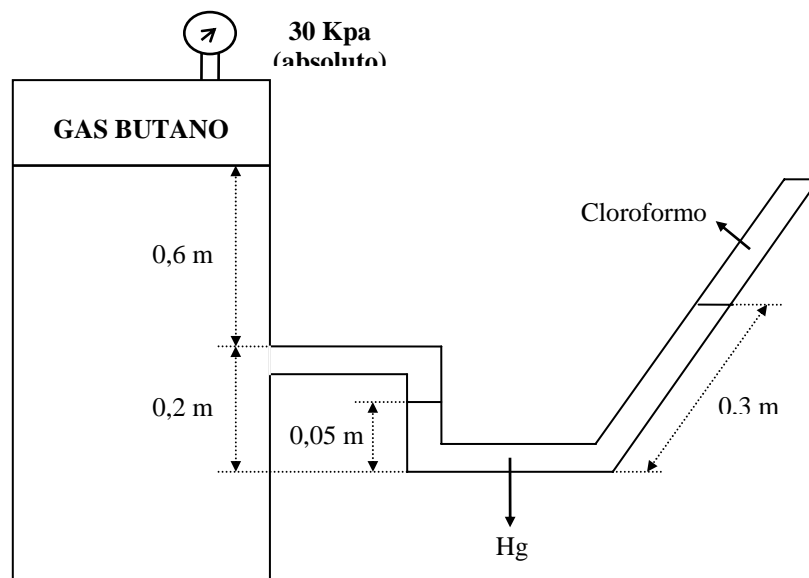 30 Kpa
(absoluto)
GAS BUTANO
Cloroformo
0,6 m
0,2 m
0,05 m
0,3 m
Hg